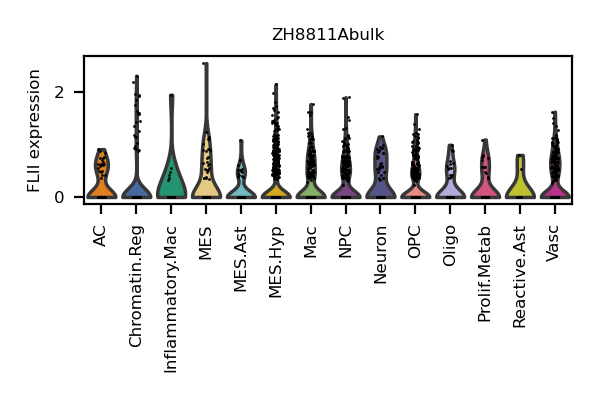 ZH8811Abulk
FLII expression
2
0
AC
Chromatin.Reg
Inflammatory.Mac
MES
MES.Ast
MES.Hyp
Mac
NPC
Neuron
OPC
Oligo
Prolif.Metab
Reactive.Ast
Vasc